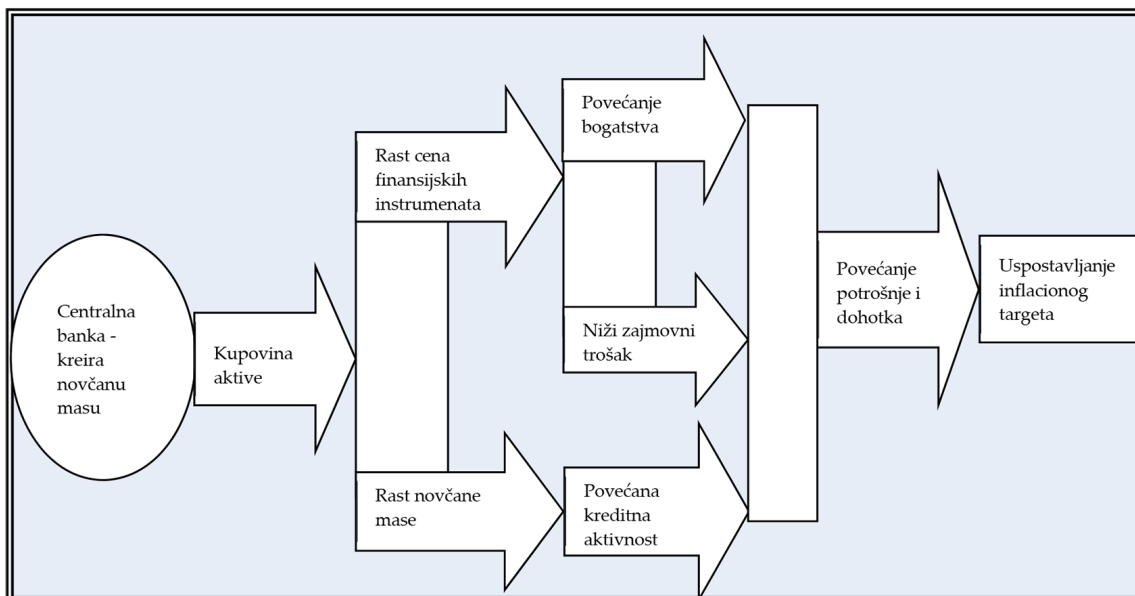 Centralna
banka -
kreira
novčanu
masu
Kupovina
aktive
Rast cena
finansijskih
instrumenata
Rast novčane
mase
Povećanje
bogatstva
Niži zajmovni
trošak
Povećana
kreditna
aktivnost
Povećanje
potrošnje i
dohotka
Uspostavljanje
inflacionog
targeta